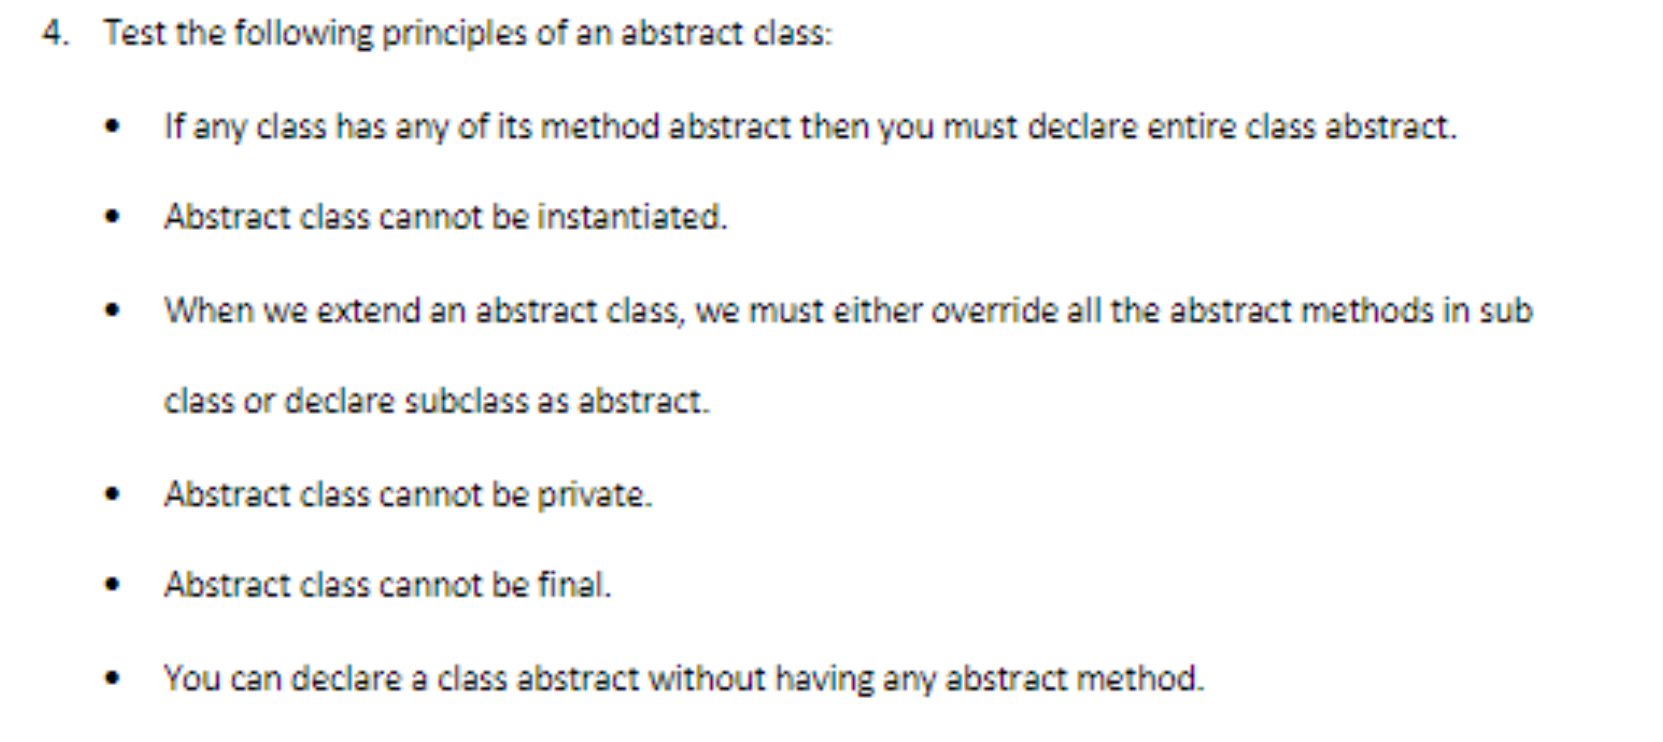 4. Test the following principles of an abstract class:
• If any class has any of its method abstract then you must declare entire class abstract.
• Abstract class cannot be instantiated.
• When we extend an abstract class, we must either override all the abstract methods in sub
class or declare subclass as abstract.
• Abstract class cannot be private.
• Abstract class cannot be final.
• You can declare a class abstract without having any abstract method.